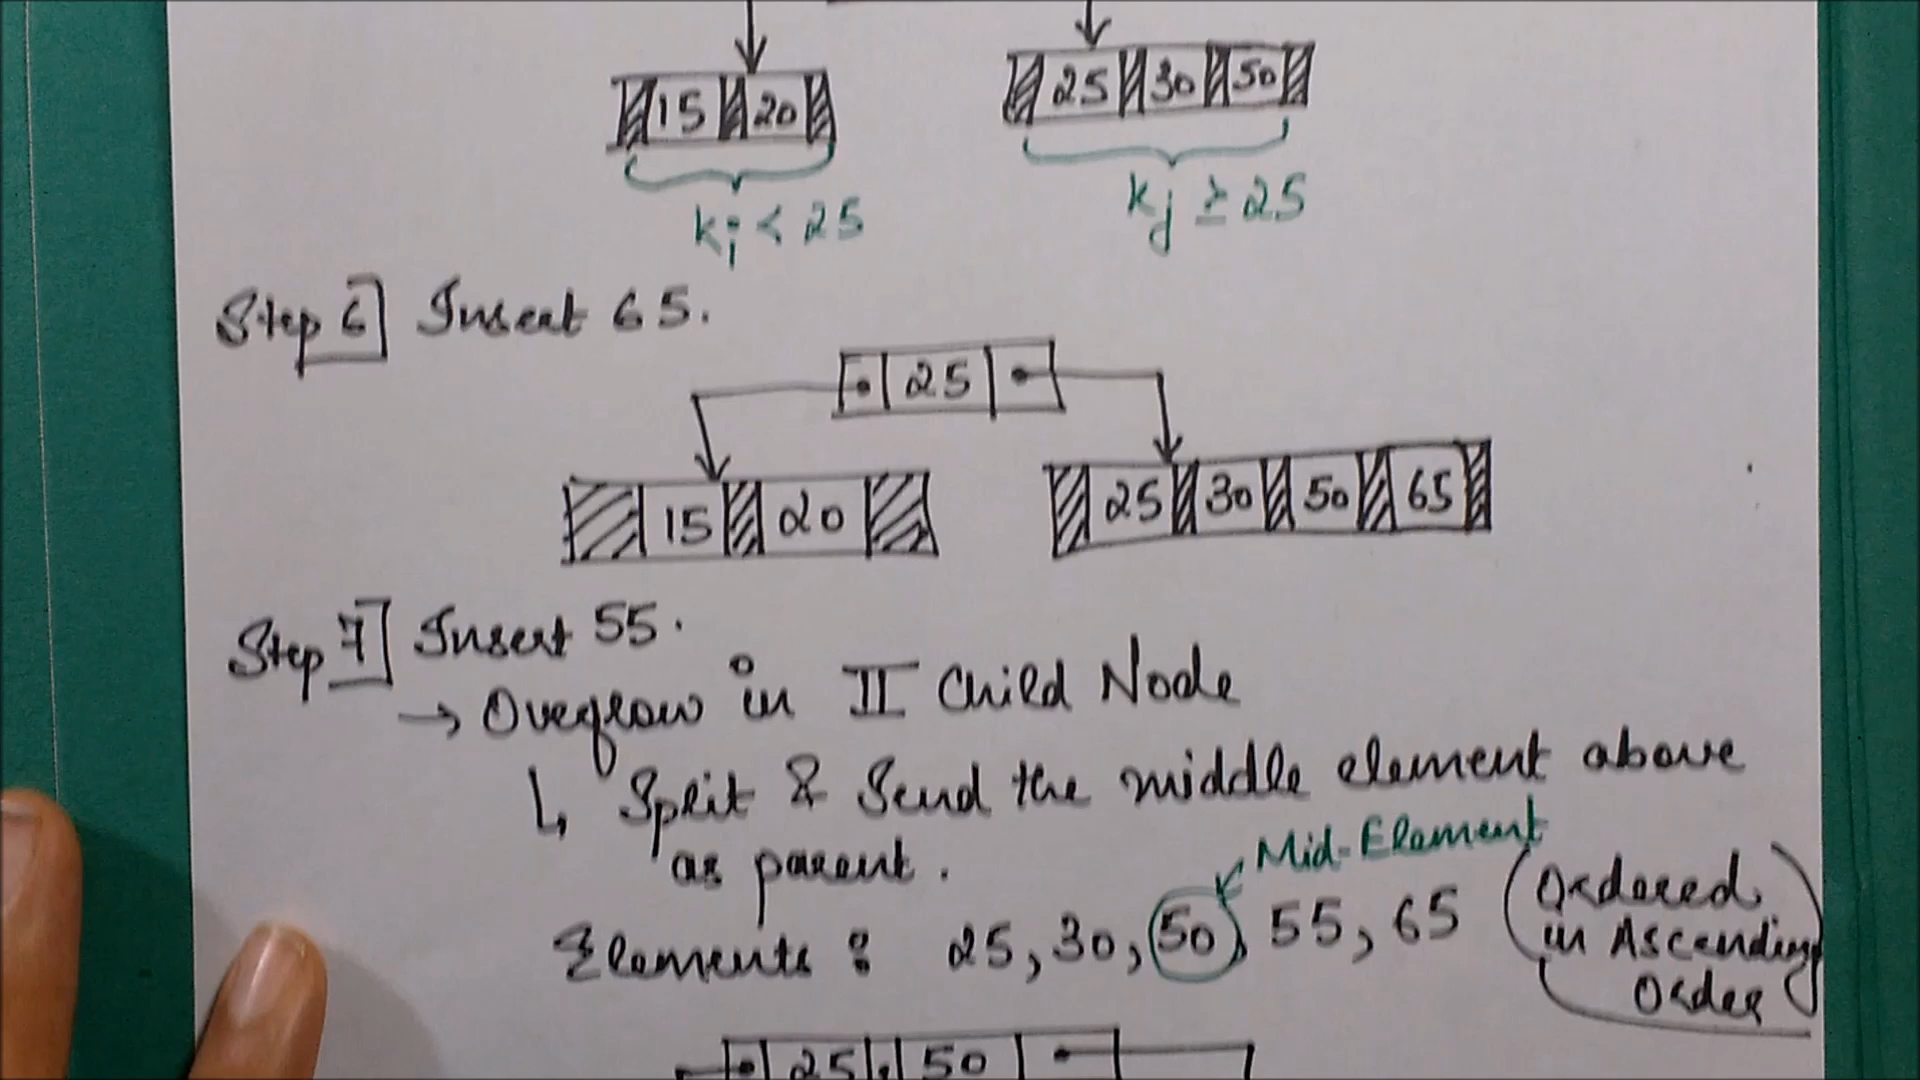 15 20
25 30 50
ki < 25
kj ≥ 25
Step 6] Insert 65.
25
15 20
25 30 50 65
Step 7] Insert 55.
→ Overflow in II Child Node
↳ Split & Send the middle element above
as parent.
Mid-Element
Elements : 25, 30, 50, 55, 65 (Ordered
in Ascending
Order)
25 50